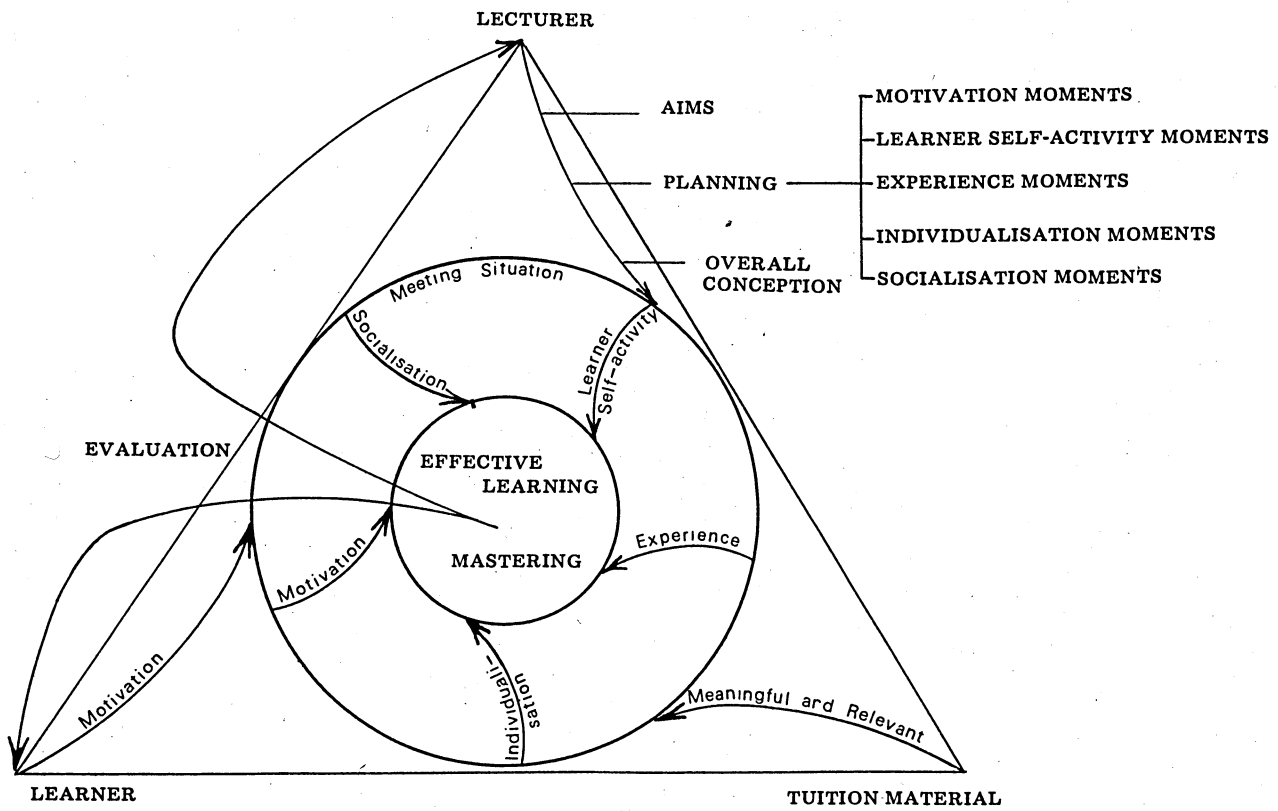 LECTURER
AIMS
PLANNING
OVERALL
CONCEPTION
MOTIVATION MOMENTS
LEARNER SELF-ACTIVITY MOMENTS
EXPERIENCE MOMENTS
INDIVIDUALISATION MOMENTS
SOCIALISATION MOMENTS
Meeting Situation
Socialisation
Learner
Self-activity
EVALUATION
EFFECTIVE
LEARNING
MASTERING
Experience
Motivation
Individuali-
sation
Motivation
Meaningful ard Relevant
LEARNER
TUITION MATERIAL